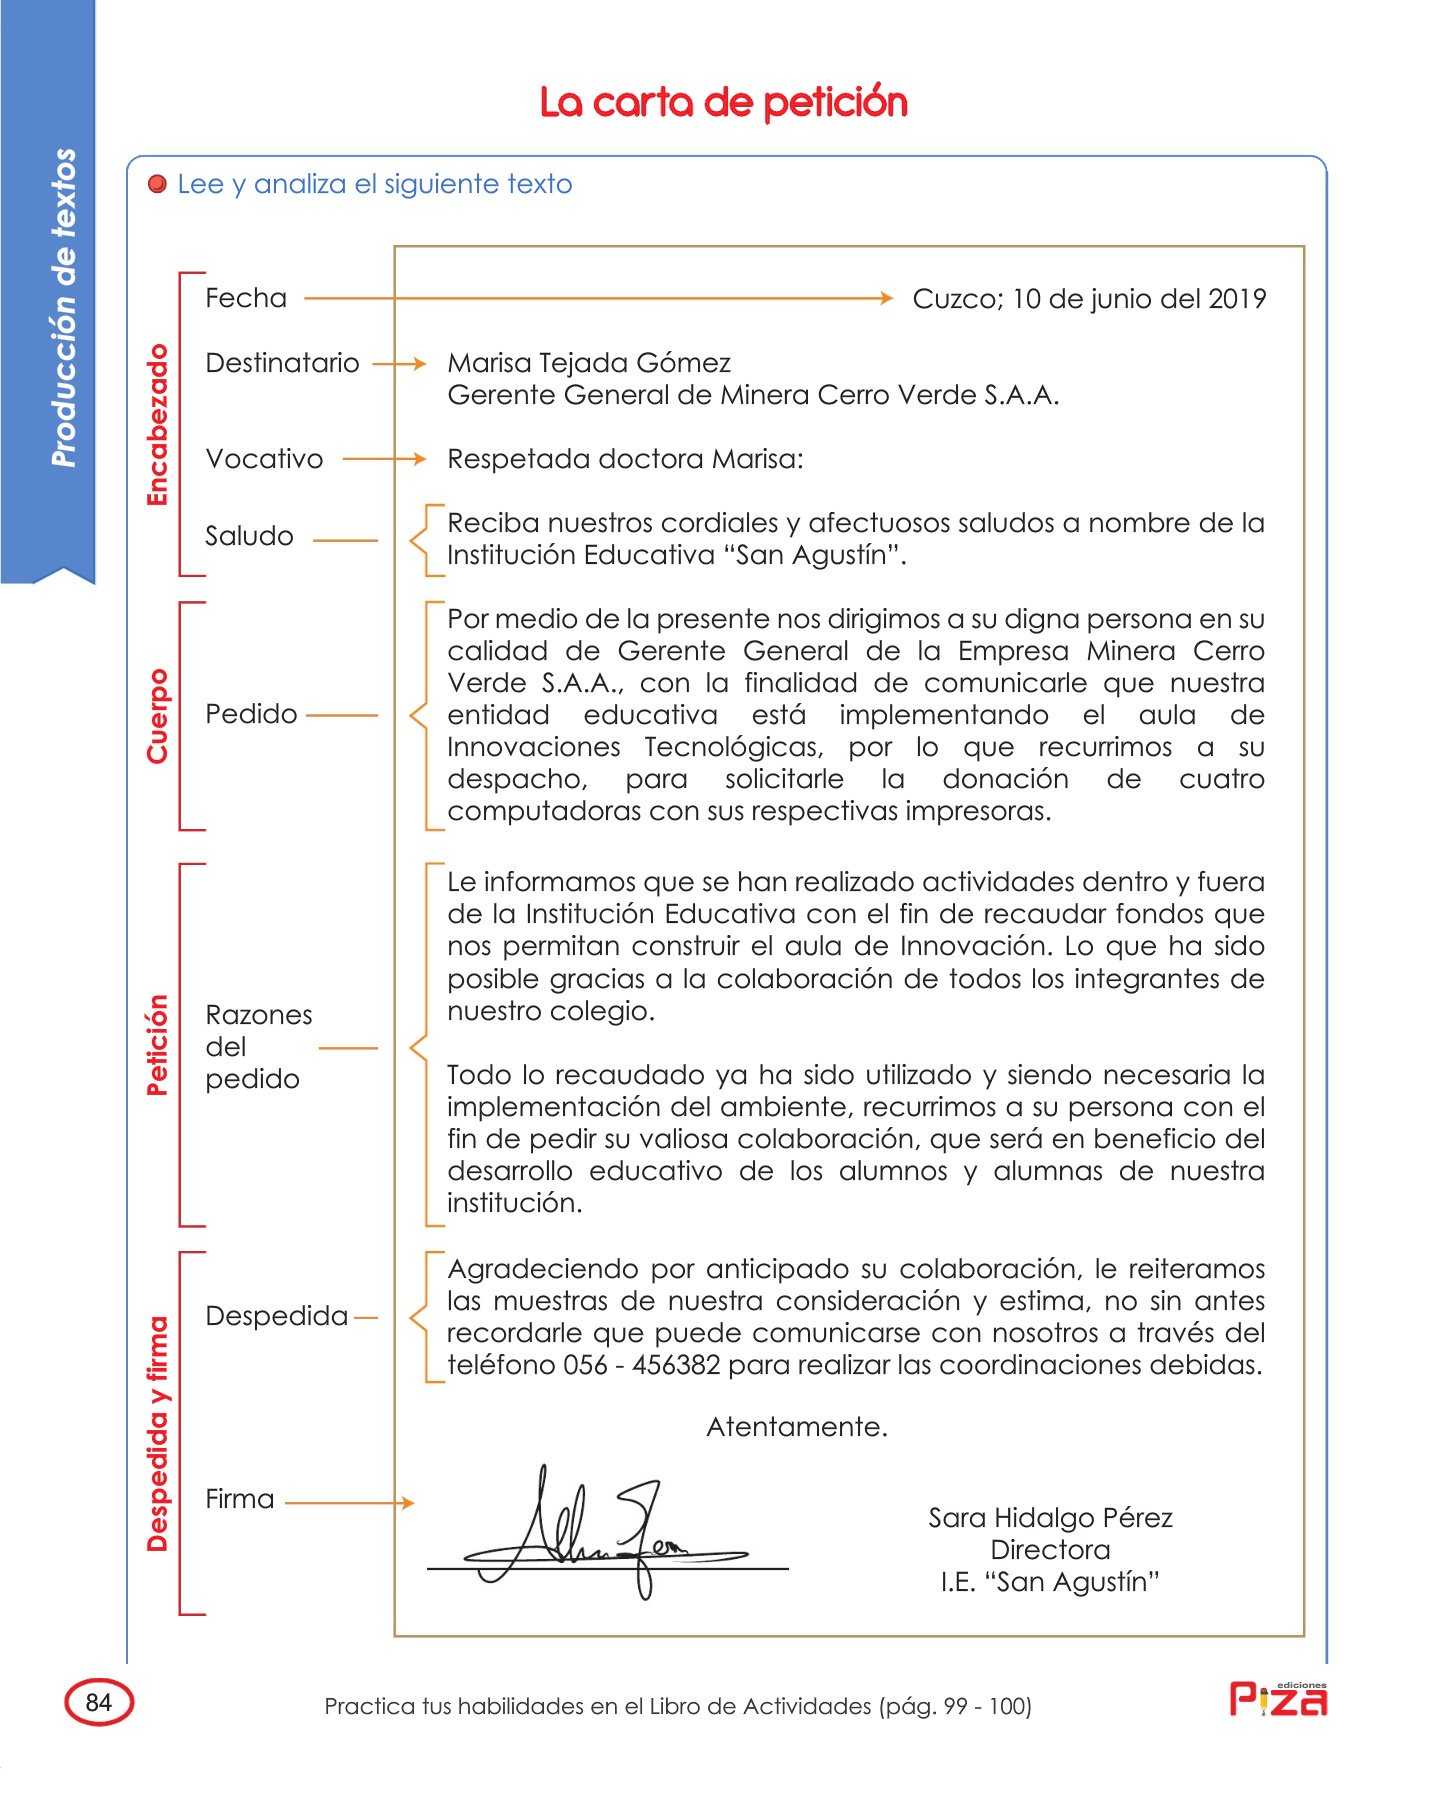 La carta de petición
Producción de textos
Lee y analiza el siguiente texto
Encabezado
Fecha
Cuzco; 10 de junio del 2019
Destinatario
Marisa Tejada Gómez
Gerente General de Minera Cerro Verde S.A.A.
Vocativo
Respetada doctora Marisa:
Saludo
Reciba nuestros cordiales y afectuosos saludos a nombre de la
Institución Educativa “San Agustín”.
Cuerpo
Pedido
Por medio de la presente nos dirigimos a su digna persona en su
calidad de Gerente General de la Empresa Minera Cerro
Verde S.A.A., con la finalidad de comunicarle que nuestra
entidad educativa está implementando el aula de
Innovaciones Tecnológicas, por lo que recurrimos a su
despacho, para solicitarle la donación de cuatro
computadoras con sus respectivas impresoras.
Petición
Razones
del
pedido
Le informamos que se han realizado actividades dentro y fuera
de la Institución Educativa con el fin de recaudar fondos que
nos permitan construir el aula de Innovación. Lo que ha sido
posible gracias a la colaboración de todos los integrantes de
nuestro colegio.
Todo lo recaudado ya ha sido utilizado y siendo necesaria la
implementación del ambiente, recurrimos a su persona con el
fin de pedir su valiosa colaboración, que será en beneficio del
desarrollo educativo de los alumnos y alumnas de nuestra
institución.
Despedida y firma
Despedida
Agradeciendo por anticipado su colaboración, le reiteramos
las muestras de nuestra consideración y estima, no sin antes
recordarle que puede comunicarse con nosotros a través del
teléfono 056 - 456382 para realizar las coordinaciones debidas.
Atentamente.
Firma
Sara Hidalgo Pérez
Directora
I.E. “San Agustín”
84
Practica tus habilidades en el Libro de Actividades (pág. 99 - 100)
ediciones
Piza